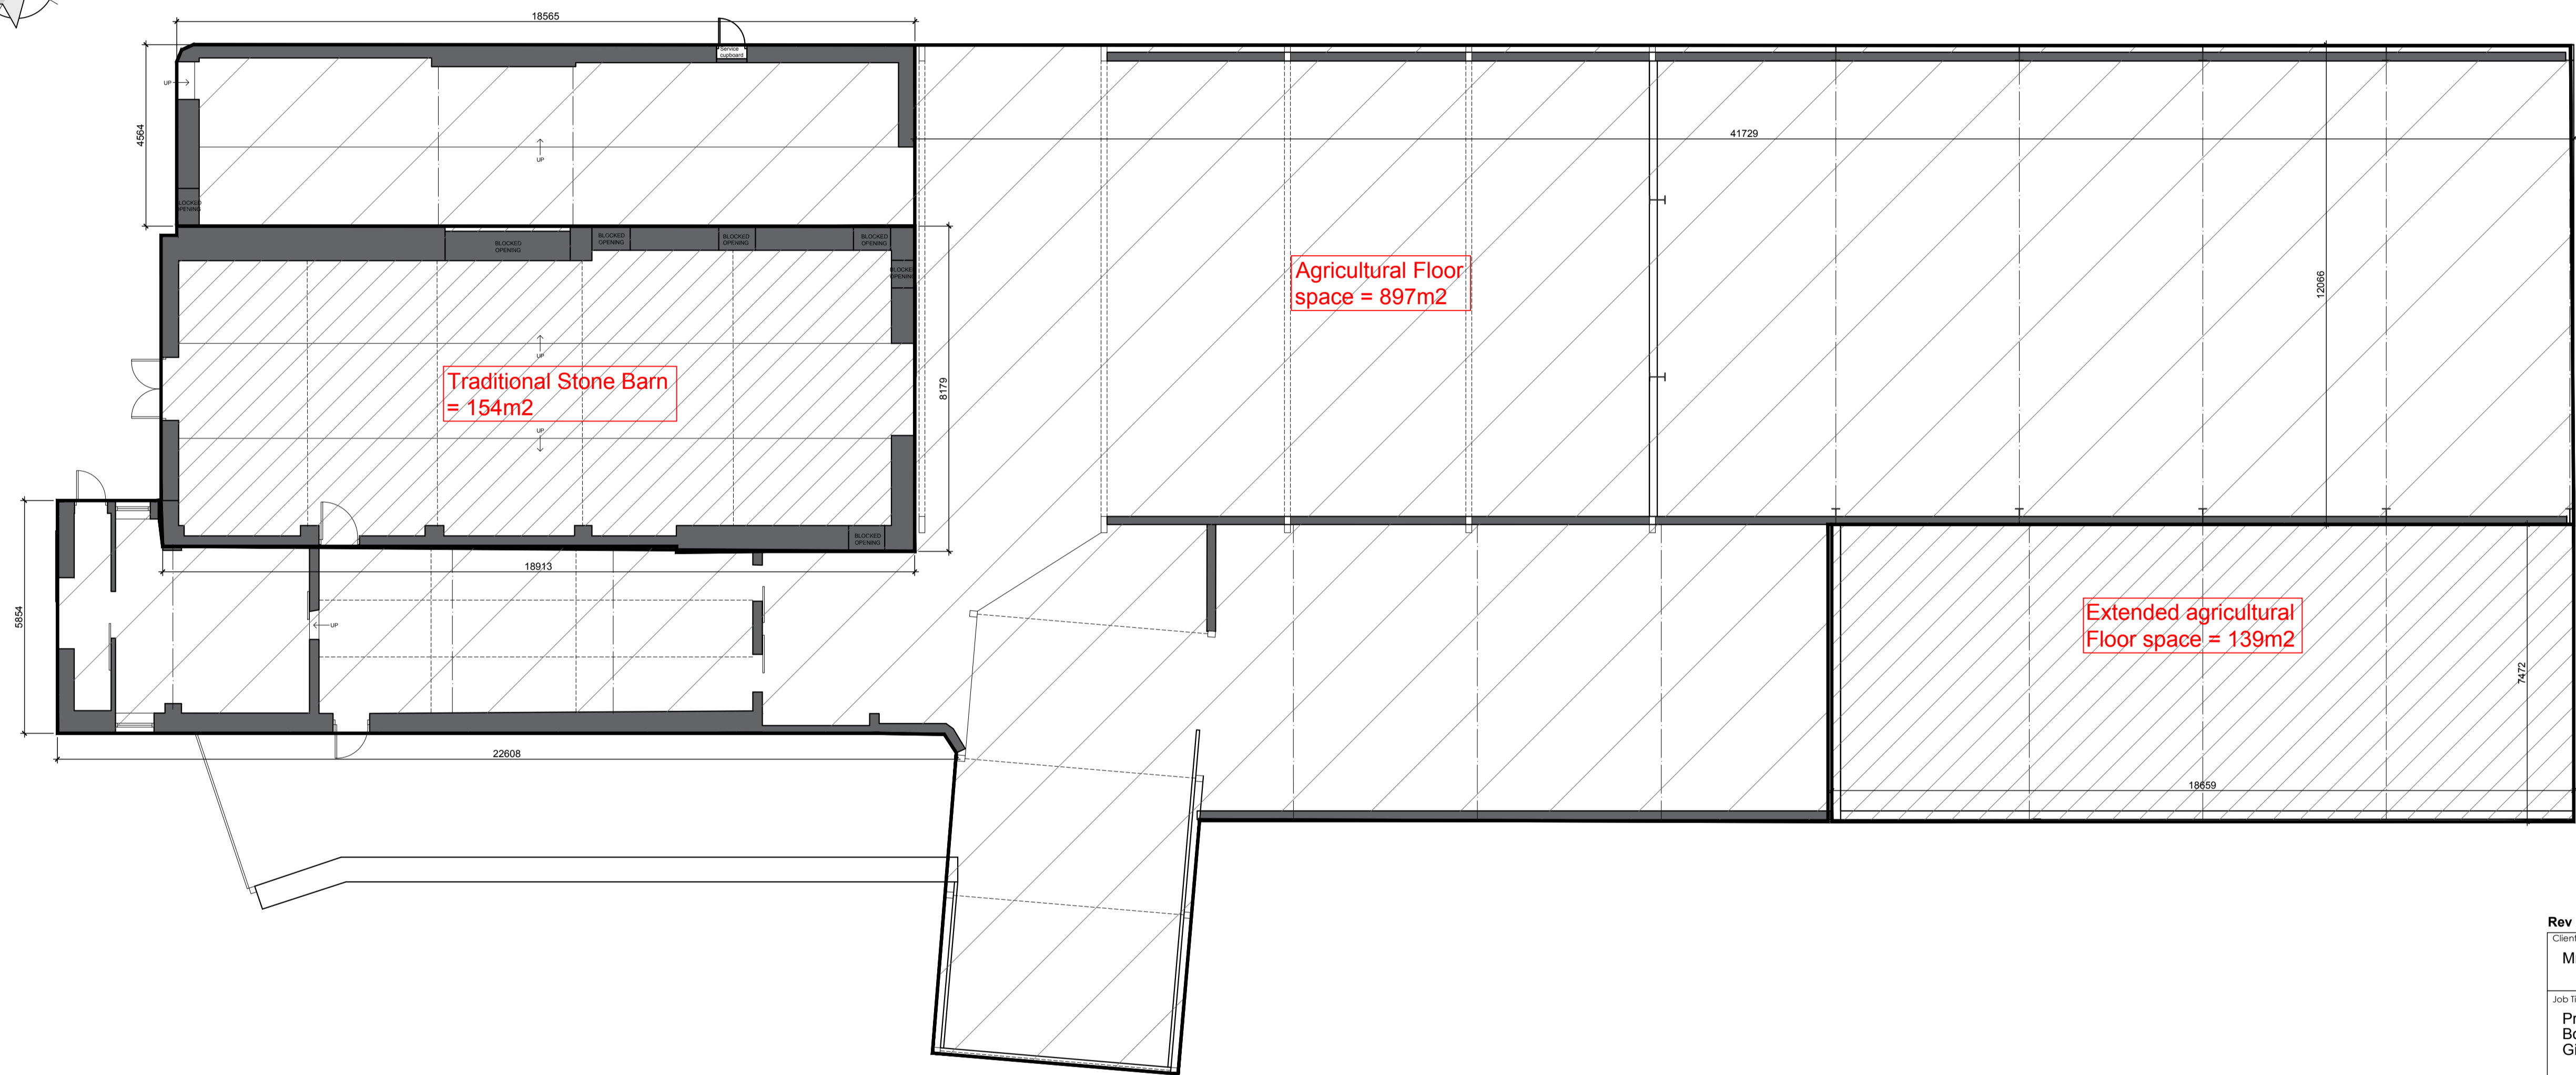 18565
Service
cupboard
UP
4564
41729
UP
BLOCKED
OPENING
BLOCKED
OPENING
BLOCKED
OPENING
BLOCKED
OPENING
BLOCKED
OPENING
BLOCKED
OPENING
Agricultural Floor
space = 897m2
12066
UP
Traditional Stone Barn
= 154m2
8179
UP
BLOCKED
OPENING
18913
5854
UP
Extended agricultural
Floor space = 139m2
7472
22608
18659
Rev
Client
Job Ti